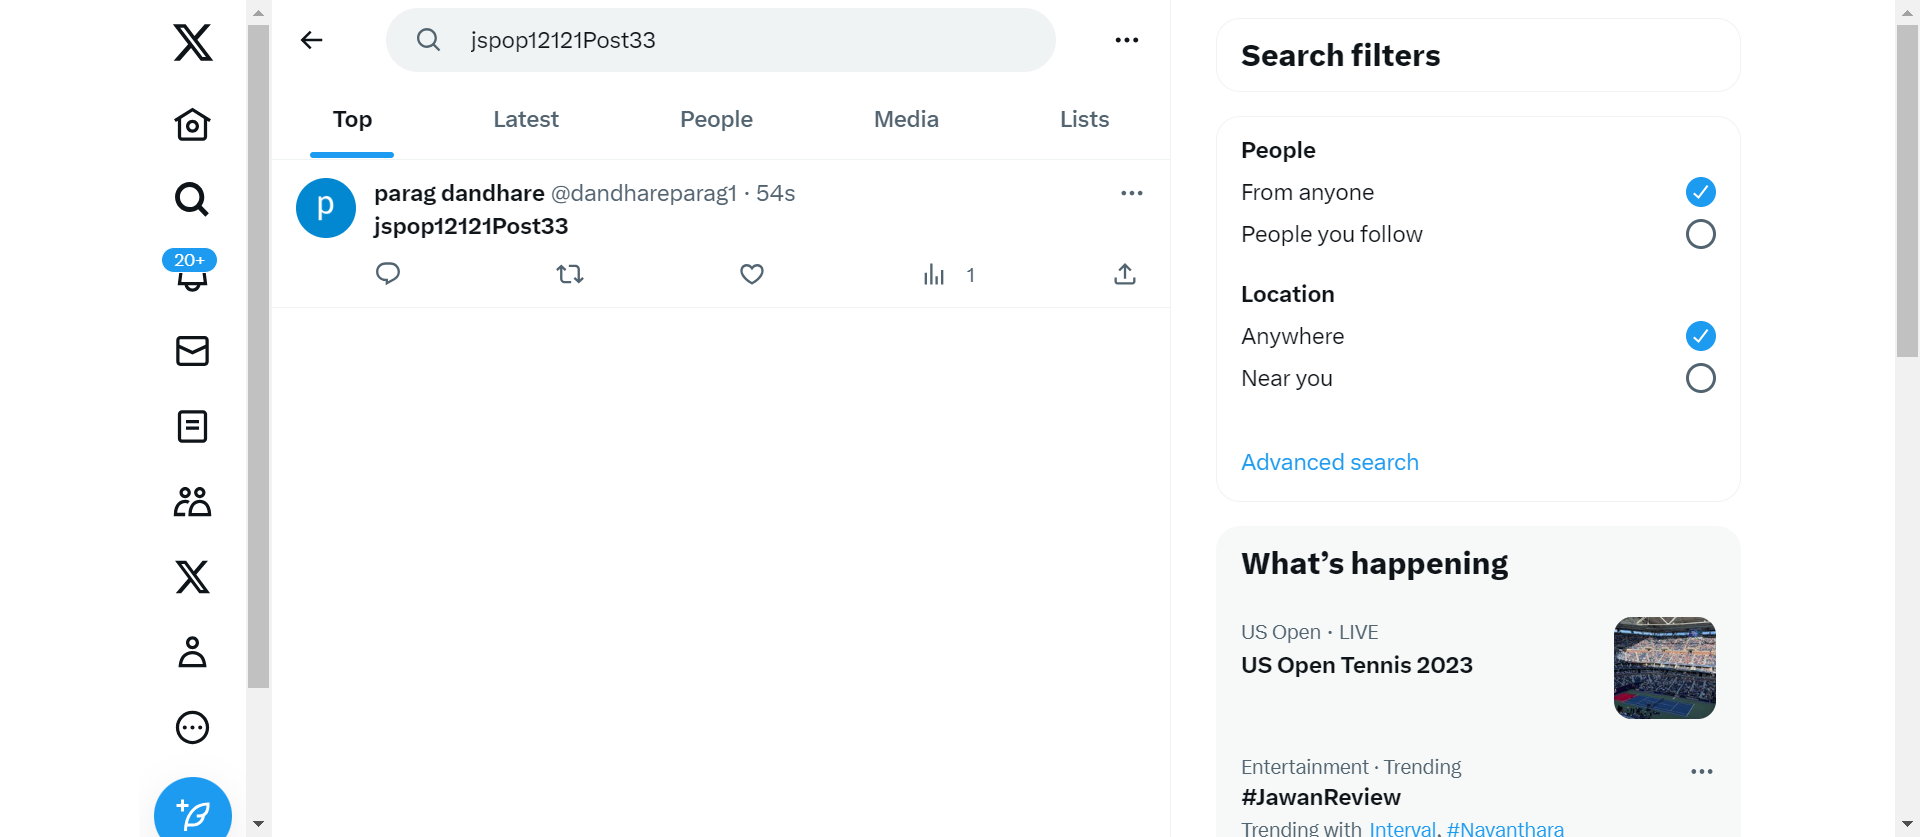 jspop12121Post33
Top Latest People Media Lists
parag dandhare @dandhareparag1 · 54s
jspop12121Post33
1
20+
Search filters
People
From anyone
People you follow
Location
Anywhere
Near you
Advanced search
What’s happening
US Open · LIVE
US Open Tennis 2023
Entertainment · Trending
#JawanReview
Trending with Interval, #Nayanthara